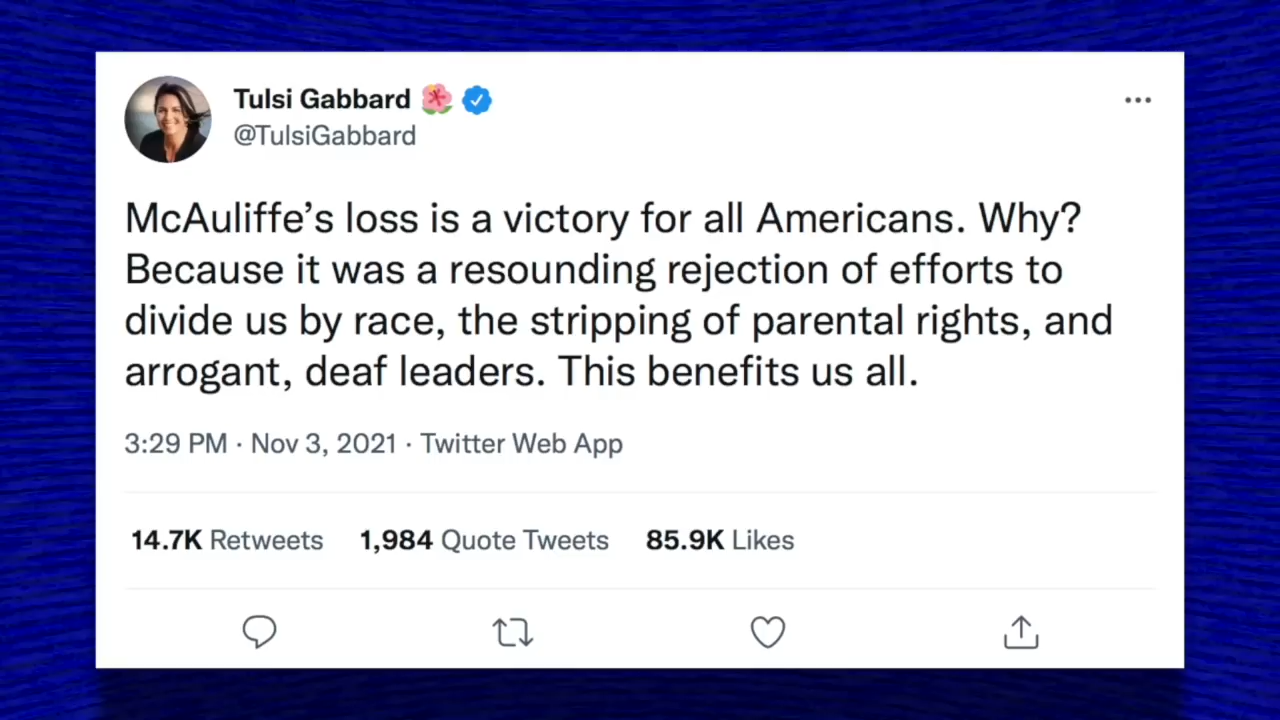 Tulsi Gabbard 🌺
@TulsiGabbard
McAuliffe’s loss is a victory for all Americans. Why?
Because it was a resounding rejection of efforts to
divide us by race, the stripping of parental rights, and
arrogant, deaf leaders. This benefits us all.
3:29 PM · Nov 3, 2021 · Twitter Web App
14.7K Retweets 1,984 Quote Tweets 85.9K Likes